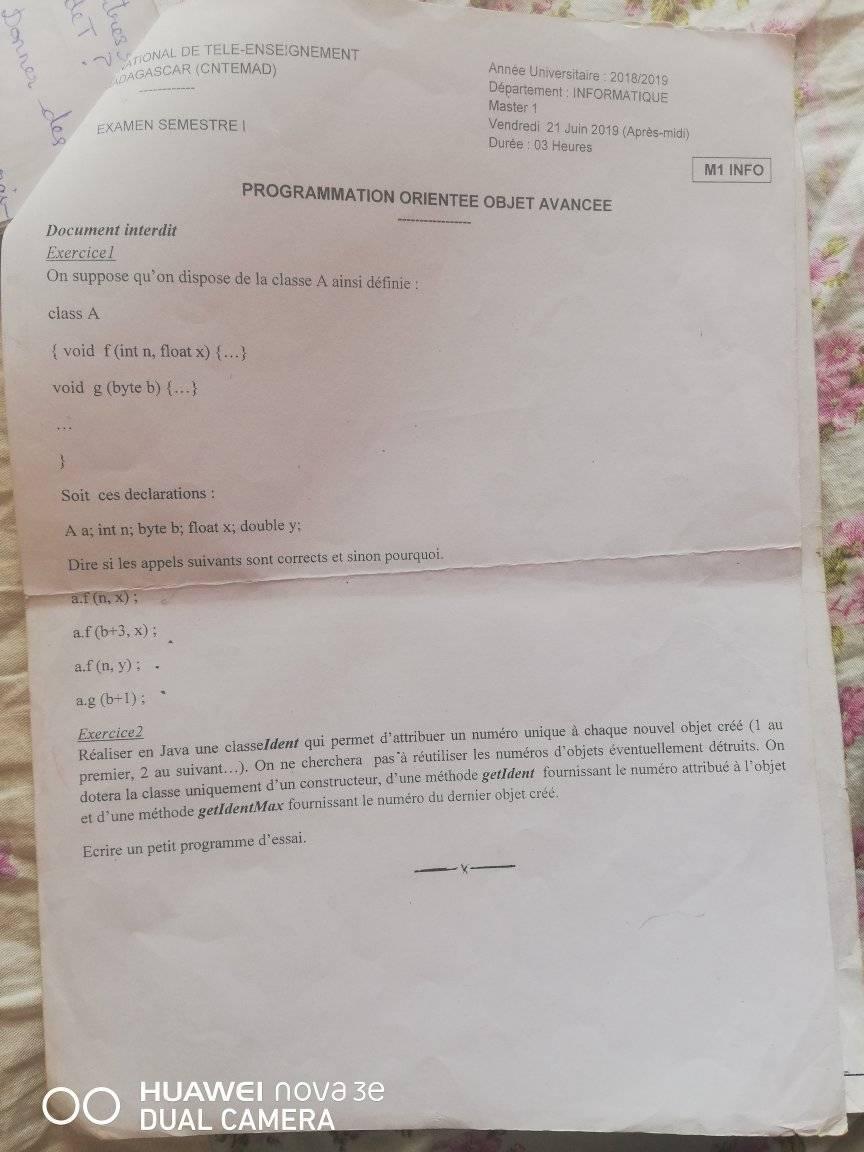 ATIONAL DE TELE-ENSEIGNEMENT
ADAGASCAR (CNTEMAD)
-------------
EXAMEN SEMESTRE I
Année Universitaire : 2018/2019
Département : INFORMATIQUE
Master 1
Vendredi 21 Juin 2019 (Après-midi)
Durée : 03 Heures
M1 INFO
PROGRAMMATION ORIENTEE OBJET AVANCEE
-----------------
Document interdit
Exercice1
On suppose qu'on dispose de la classe A ainsi définie :
class A
{ void f (int n, float x) {…}
void g (byte b) {…}
…
}
Soit ces declarations :
A a; int n; byte b; float x; double y;
Dire si les appels suivants sont corrects et sinon pourquoi.
a.f (n, x) ;
a.f (b+3, x) ;
a.f (n, y) ;
a.g (b+1) ;
Exercice2
Réaliser en Java une classeIdent qui permet d'attribuer un numéro unique à chaque nouvel objet créé (1 au
premier, 2 au suivant…). On ne cherchera pas à réutiliser les numéros d'objets éventuellement détruits. On
dotera la classe uniquement d'un constructeur, d'une méthode getIdent fournissant le numéro attribué à l'objet
et d'une méthode getIdentMax fournissant le numéro du dernier objet créé.
Ecrire un petit programme d'essai.
Donner des
de T ?
HUAWEI nova 3e
DUAL CAMERA